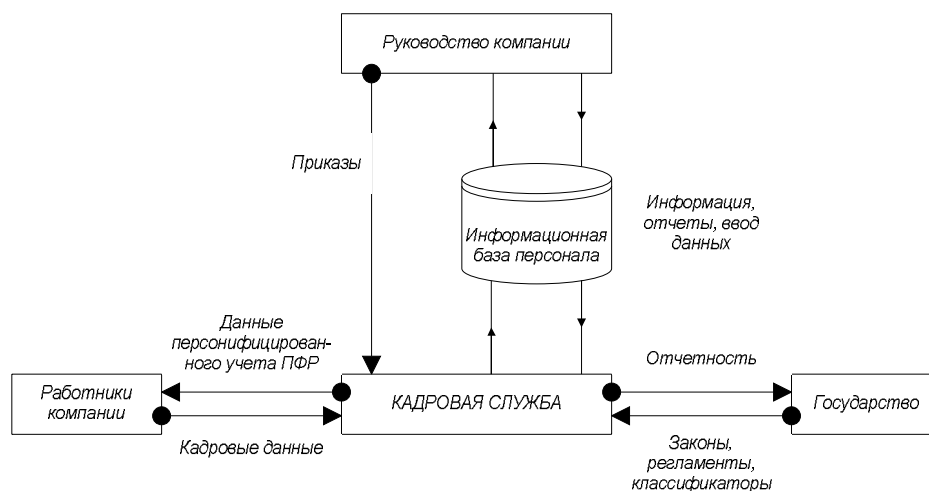 Руководство компании
Приказы
Информация,
отчеты, ввод
данных
Информационная
база персонала
Данные
персонифицирован-
ного учета ПФР
Отчетность
Работники
компании
КАДРОВАЯ СЛУЖБА
Государство
Кадровые данные
Законы,
регламенты,
классификаторы